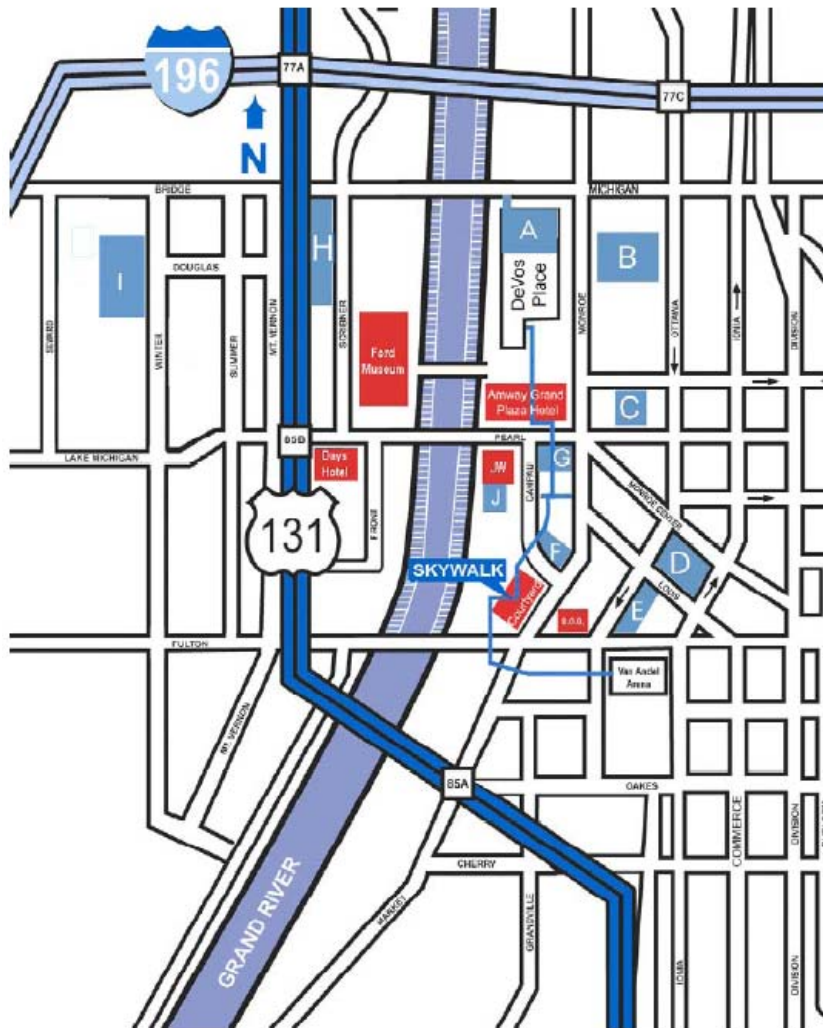 196
77A
77C
N
BRIDGE
MICHIGAN
A
DeVos
Place
B
H
I
DOUGLAS
SEWARD
WINTER
SUMMER
MT. VERNON
SCRIBNER
MONROE
OTTAWA
IONIA
DIVISION
Ford
Museum
Amway Grand
Plaza Hotel
C
LAKE MICHIGAN
85B
PEARL
Days
Hotel
FRONT
JW
J
CAMPAU
G
MONROE CENTER
131
F
D
SKYWALK
Courtyard
LOUIS
E
B.O.B.
FULTON
Van Andel
Arena
MT. VERNON
85A
OAKES
COMMERCE
DIVISION
CHERRY
GRAND RIVER
MARKET
GRANDVILLE
IONIA
DIVISION